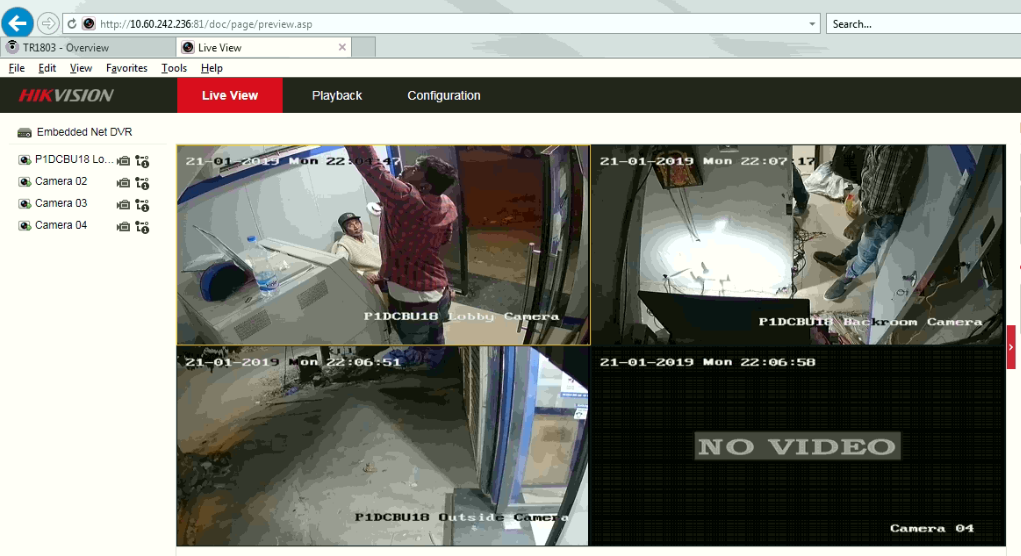 http://10.60.242.236:81/doc/page/preview.asp
Search...
TR1803 - Overview
Live View
File Edit View Favorites Tools Help
HIKVISION
Live View
Playback
Configuration
Embedded Net DVR
P1DCBU18 Lo...
Camera 02
Camera 03
Camera 04
21-01-2019 Mon 22:04:47
P1DCBU18 Lobby Camera
21-01-2019 Mon 22:07:17
P1DCBU18 Backroom Camera
21-01-2019 Mon 22:06:51
P1DCBU18 Outside Camera
21-01-2019 Mon 22:06:58
NO VIDEO
Camera 04